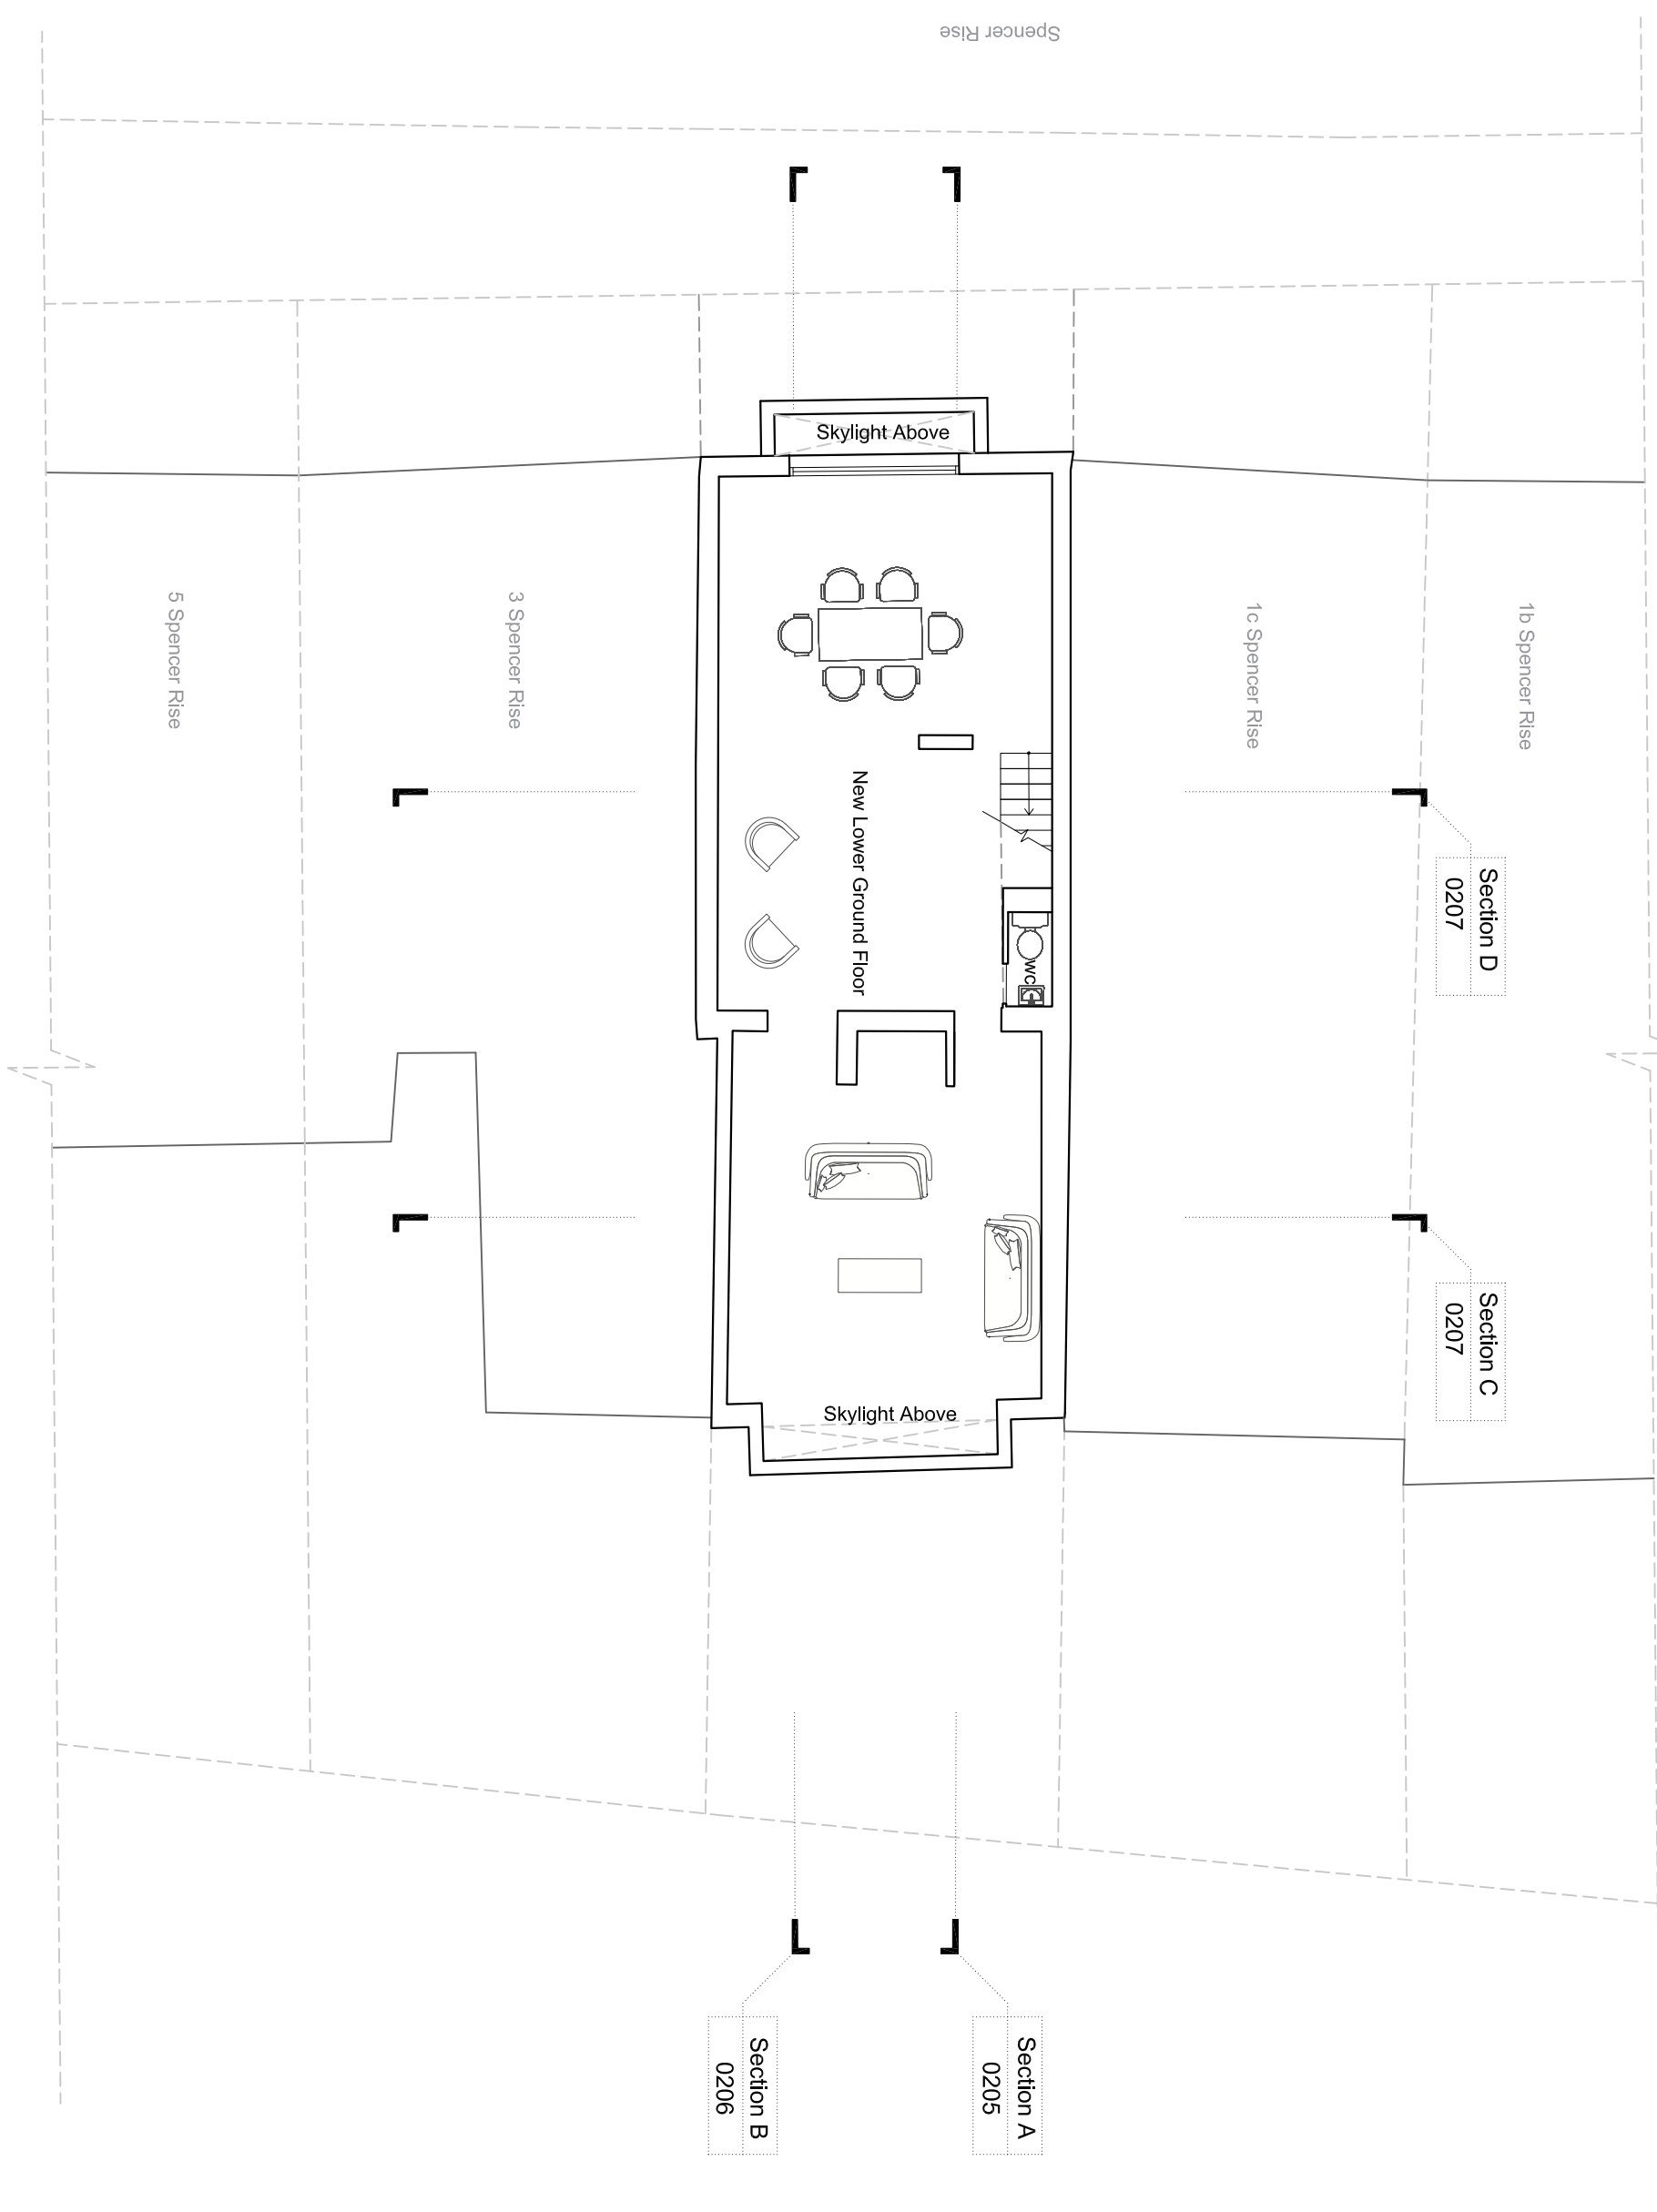 Spencer Rise
Skylight Above
5 Spencer Rise
3 Spencer Rise
1c Spencer Rise
1b Spencer Rise
New Lower Ground Floor
wc
Section D
0207
Section C
0207
Skylight Above
Section B
0206
Section A
0205